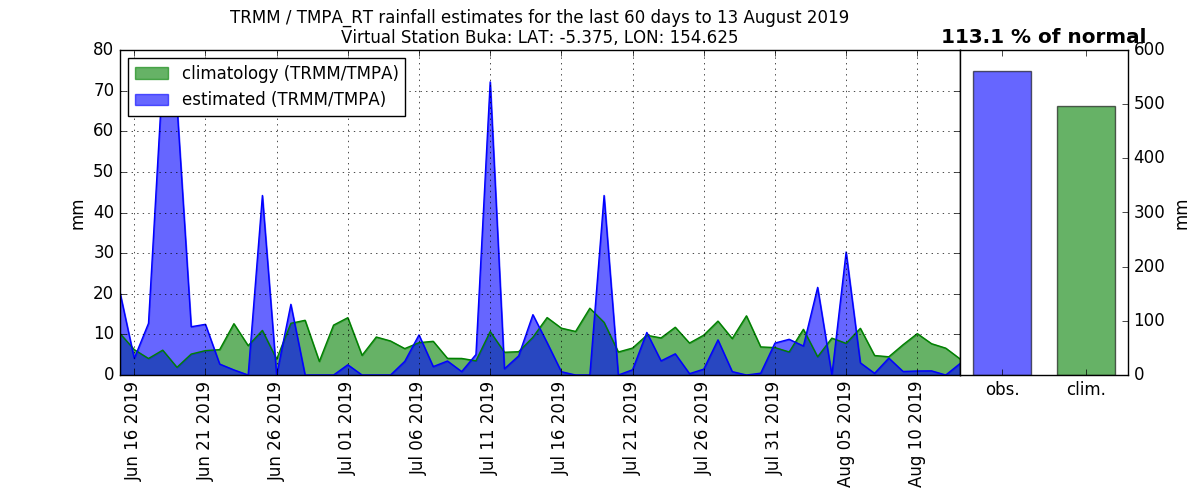 TRMM / TMPA_RT rainfall estimates for the last 60 days to 13 August 2019
Virtual Station Buka: LAT: -5.375, LON: 154.625
113.1 % of normal
climatology (TRMM/TMPA)
estimated (TRMM/TMPA)
mm
80
70
60
50
40
30
20
10
0
Jun 16 2019
Jun 21 2019
Jun 26 2019
Jul 01 2019
Jul 06 2019
Jul 11 2019
Jul 16 2019
Jul 21 2019
Jul 26 2019
Jul 31 2019
Aug 05 2019
Aug 10 2019
obs.
clim.
600
500
400
300
200
100
0
mm